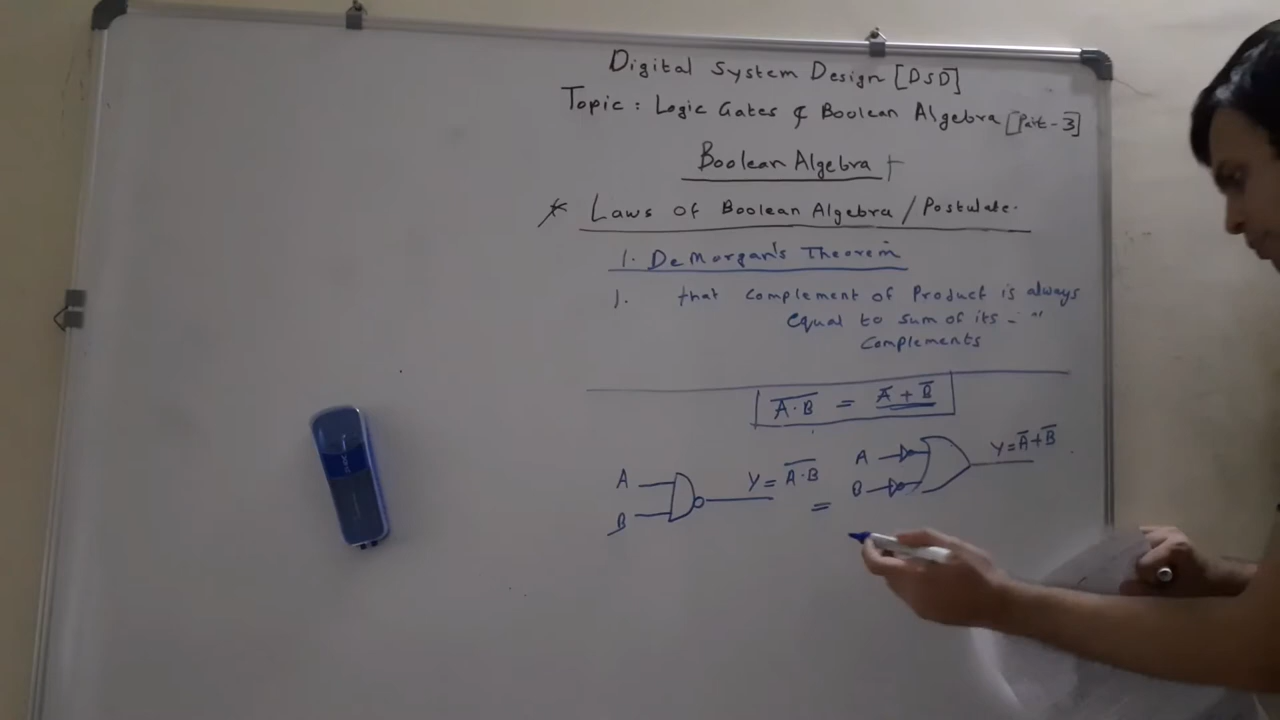 Digital System Design [DSD]
Topic : Logic Gates & Boolean Algebra [Part-3]
Boolean Algebra
* Laws of Boolean Algebra / Postulate.
1. DeMorgan's Theorem
1. that complement of Product is always
equal to sum of its - "
Complements
A̅·̅B̅ = A̅ + B̅
A
B
Y = A̅·̅B̅
=
A
B
Y = A̅ + B̅